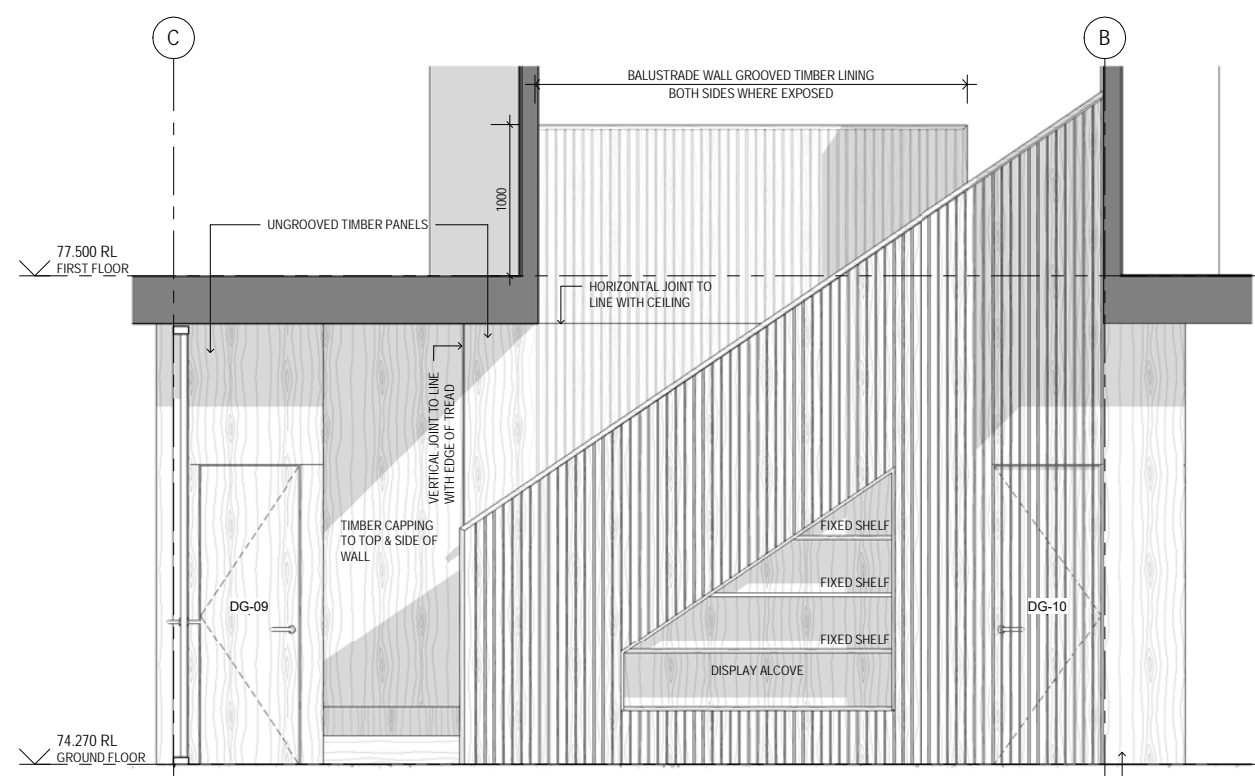 C
B
BALUSTRADE WALL GROOVED TIMBER LINING
BOTH SIDES WHERE EXPOSED
1000
UNGROOVED TIMBER PANELS
77.500 RL
FIRST FLOOR
HORIZONTAL JOINT TO
LINE WITH CEILING
VERTICAL JOINT TO LINE
WITH EDGE OF TREAD
TIMBER CAPPING
TO TOP & SIDE OF
WALL
FIXED SHELF
FIXED SHELF
FIXED SHELF
DISPLAY ALCOVE
DG-09
DG-10
74.270 RL
GROUND FLOOR